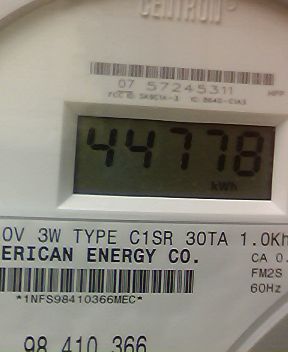 CENTRON®
07 57245311
44778
kWh
0V 3W TYPE C1SR 30TA 1.0Kh
ERICAN ENERGY CO.
CA 0.
FM2S
60Hz
*1NFS98410366MEC*
98 410 366